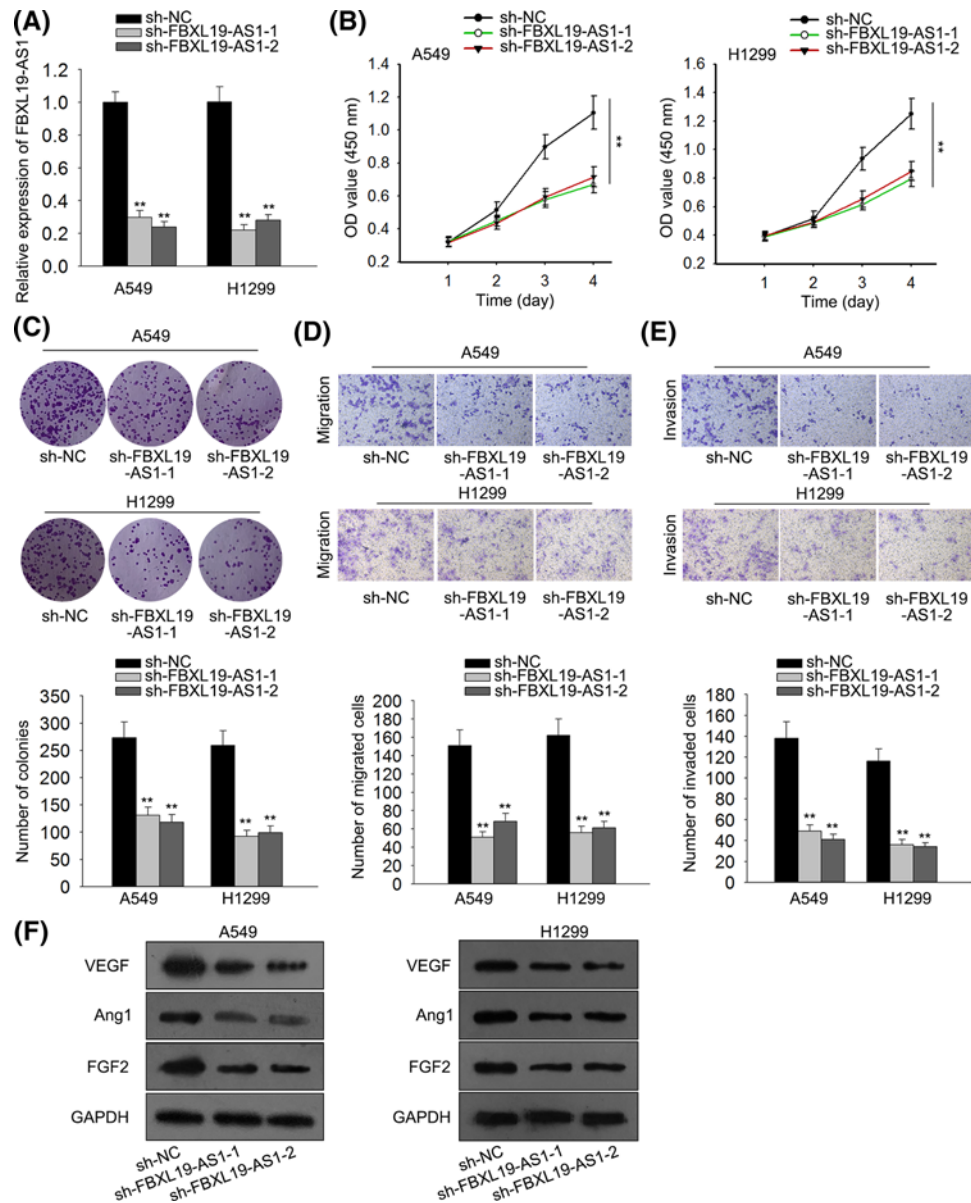 (A)
sh-NC
sh-FBXL19-AS1-1
sh-FBXL19-AS1-2
Relative expression of FBXL19-AS1
1.2
1.0
0.8
0.6
0.4
0.2
0.0
**
**
**
**
A549
H1299
(B)
sh-NC
sh-FBXL19-AS1-1
sh-FBXL19-AS1-2
A549
OD value (450 nm)
1.4
1.2
1.0
0.8
0.6
0.4
0.2
**
1 2 3 4
Time (day)
sh-NC
sh-FBXL19-AS1-1
sh-FBXL19-AS1-2
H1299
OD value (450 nm)
1.6
1.4
1.2
1.0
0.8
0.6
0.4
0.2
**
1 2 3 4
Time (day)
(C)
A549
sh-NC
sh-FBXL19
-AS1-1
sh-FBXL19
-AS1-2
H1299
sh-NC
sh-FBXL19
-AS1-1
sh-FBXL19
-AS1-2
sh-NC
sh-FBXL19-AS1-1
sh-FBXL19-AS1-2
Number of colonies
350
300
250
200
150
100
50
0
**
**
**
**
A549
H1299
(D)
A549
Migration
sh-NC
sh-FBXL19
-AS1-1
sh-FBXL19
-AS1-2
H1299
Migration
sh-NC
sh-FBXL19
-AS1-1
sh-FBXL19
-AS1-2
sh-NC
sh-FBXL19-AS1-1
sh-FBXL19-AS1-2
Number of migrated cells
200
180
160
140
120
100
80
60
40
20
0
**
**
**
**
A549
H1299
(E)
A549
Invasion
sh-NC
sh-FBXL19
-AS1-1
sh-FBXL19
-AS1-2
H1299
Invasion
sh-NC
sh-FBXL19
-AS1-1
sh-FBXL19
-AS1-2
sh-NC
sh-FBXL19-AS1-1
sh-FBXL19-AS1-2
Number of invaded cells
180
160
140
120
100
80
60
40
20
0
**
**
**
**
A549
H1299
(F)
A549
VEGF
Ang1
FGF2
GAPDH
sh-NC
sh-FBXL19-AS1-1
sh-FBXL19-AS1-2
H1299
VEGF
Ang1
FGF2
GAPDH
sh-NC
sh-FBXL19-AS1-1
sh-FBXL19-AS1-2